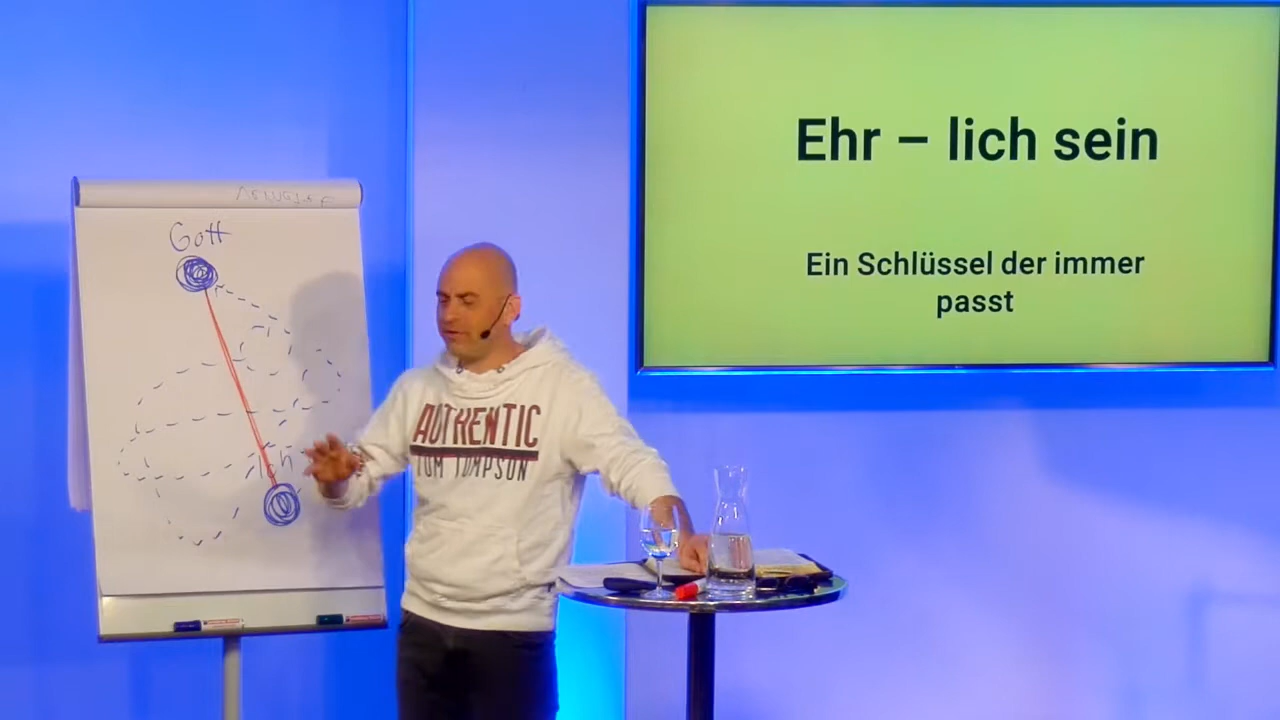 Gott
Ich
AUTHENTIC
TOM TOMPSON
Ehr – lich sein
Ein Schlüssel der immer
passt